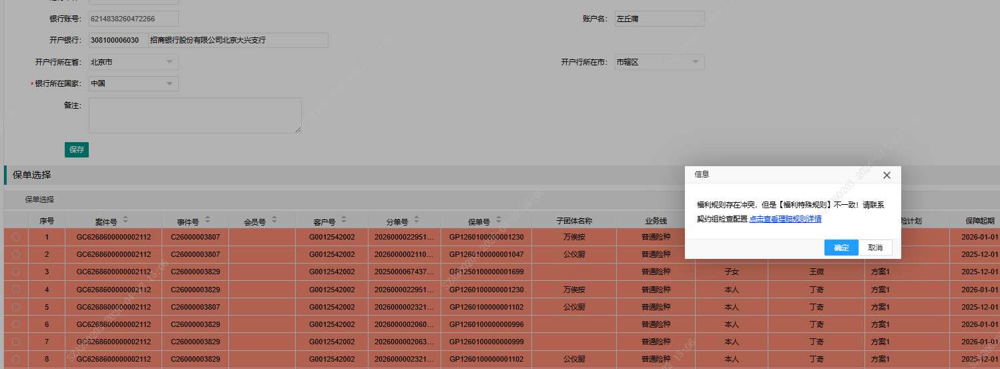 银行账号： 6214838260472266 账户名： 左丘蒲
开户银行： 308100006030 招商银行股份有限公司北京大兴支行
开户行所在省： 北京市 开户行所在市： 市辖区
*银行所在国家： 中国
备注：
保存
保单选择
信息
保单选择
福利规则存在冲突，但是【福利特殊规则】不一致！请联系
契约组检查配置 点击查看理赔规则详情
确定 取消
序号 案件号 事件号 会员号 客户号 分单号 保单号 子团体名称 业务线 险计划 保障起期
1 GC6268600000002112 C26000003807 G0012542002 2026000022951... GP1260100000001230 万俟按 普通险种 2026-01-01
2 GC6268600000002112 C26000003807 G0012542002 2026000002110... GP1260100000001047 公仪厨 普通险种 2025-12-01
3 GC6268600000002112 C26000003829 G0012542002 2025000067437... GP1250100000001699 普通险种 子女 王微 方案1 2025-12-01
4 GC6268600000002112 C26000003829 G0012542002 2026000022951... GP1260100000001230 万俟按 普通险种 本人 丁奇 方案1 2026-01-01
5 GC6268600000002112 C26000003807 G0012542002 2026000002321... GP1260100000001102 公仪厨 普通险种 本人 丁奇 方案1 2025-12-01
6 GC6268600000002112 C26000003829 G0012542002 2026000002060... GP1260100000000996 普通险种 本人 丁奇 方案1 2026-01-01
7 GC6268600000002112 C26000003829 G0012542002 2026000002063... GP1260100000000999 普通险种 本人 丁奇 方案1 2026-01-01
8 GC6268600000002112 C26000003829 G0012542002 2026000002321... GP1260100000001102 公仪厨 普通险种 本人 丁奇 方案1 2025-12-01
SZA200203 2026-04-22 15:06